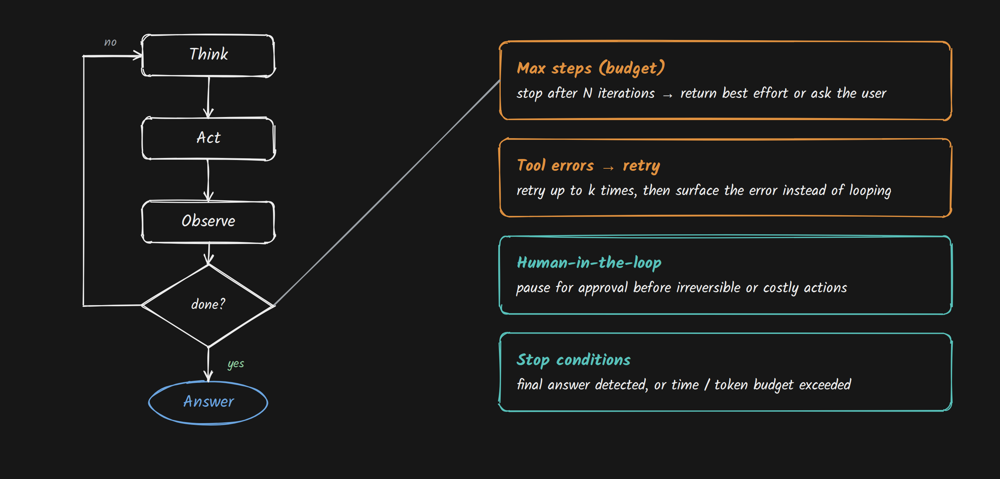 no
Think
Act
Observe
done?
yes
Answer
Max steps (budget)
stop after N iterations → return best effort or ask the user
Tool errors → retry
retry up to k times, then surface the error instead of looping
Human-in-the-loop
pause for approval before irreversible or costly actions
Stop conditions
final answer detected, or time / token budget exceeded